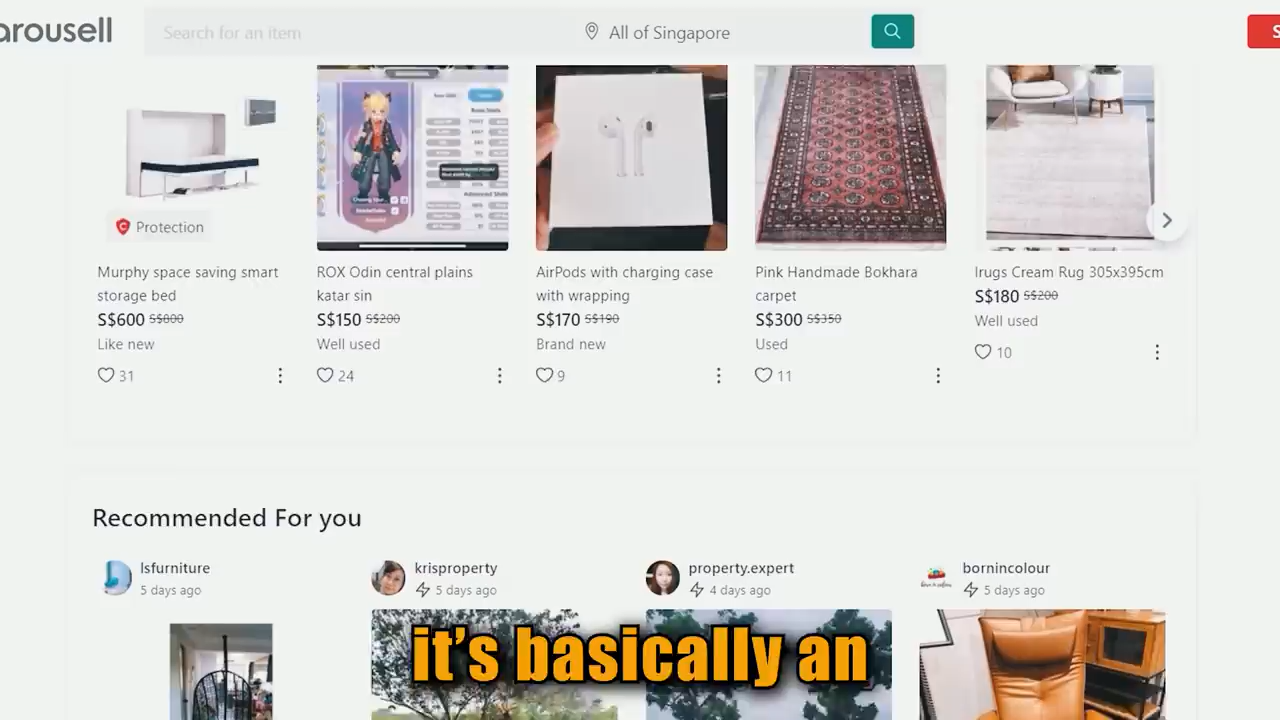 arousell
Search for an item
All of Singapore
S
Protection
Murphy space saving smart
storage bed
S$600 S$800
Like new
31
ROX Odin central plains
katar sin
S$150 S$200
Well used
24
AirPods with charging case
with wrapping
S$170 S$190
Brand new
9
Pink Handmade Bokhara
carpet
S$300 S$350
Used
11
Irugs Cream Rug 305x395cm
S$180 S$200
Well used
10
Recommended For you
lsfurniture
5 days ago
krisproperty
5 days ago
property.expert
4 days ago
bornincolour
5 days ago
it's basically an